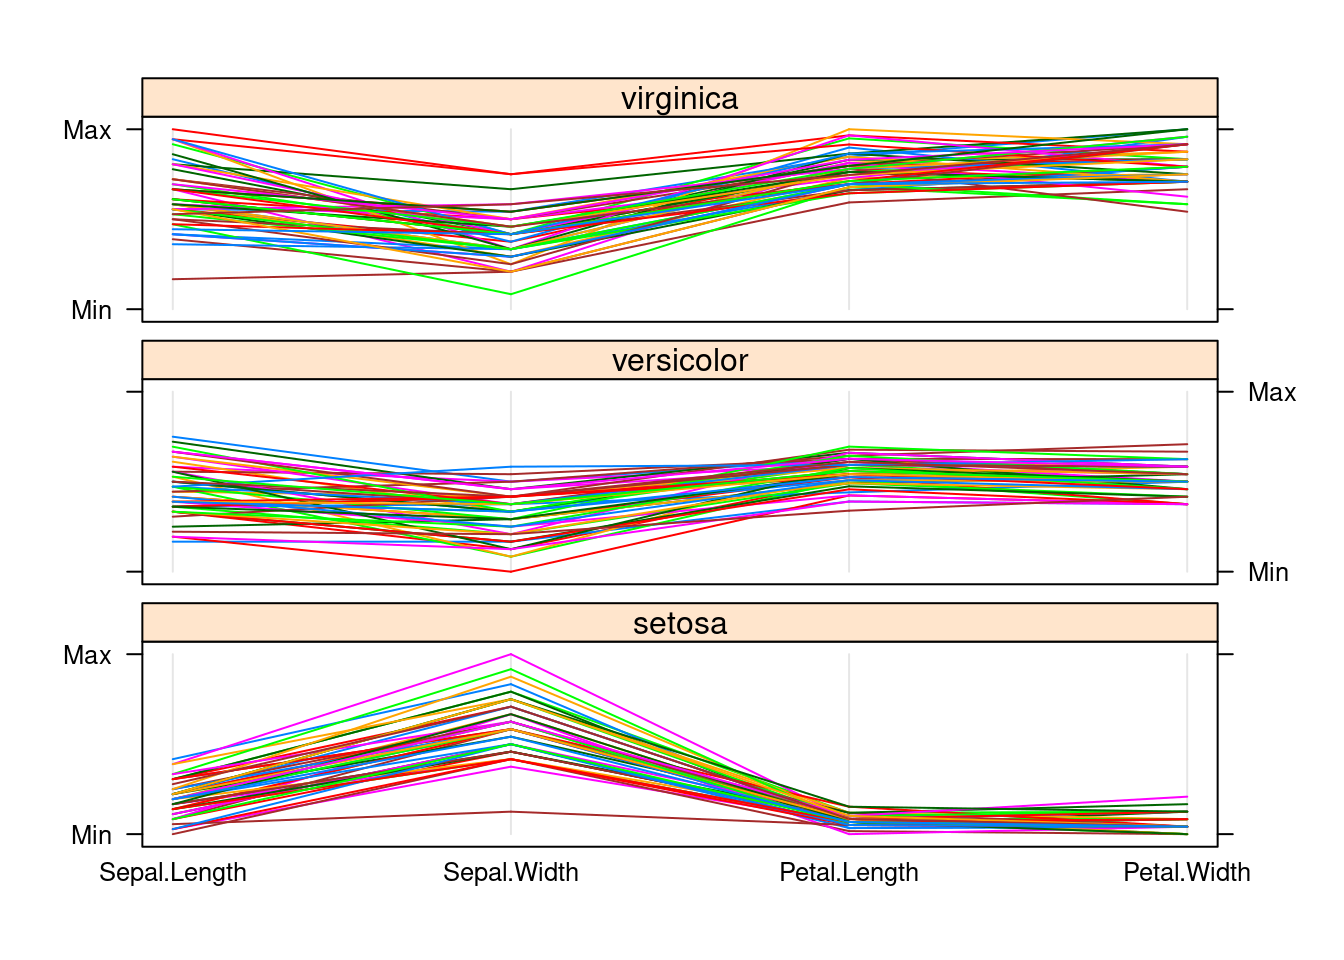 virginica
Max
Min
versicolor
Max
Min
setosa
Max
Min
Sepal.Length Sepal.Width Petal.Length Petal.Width